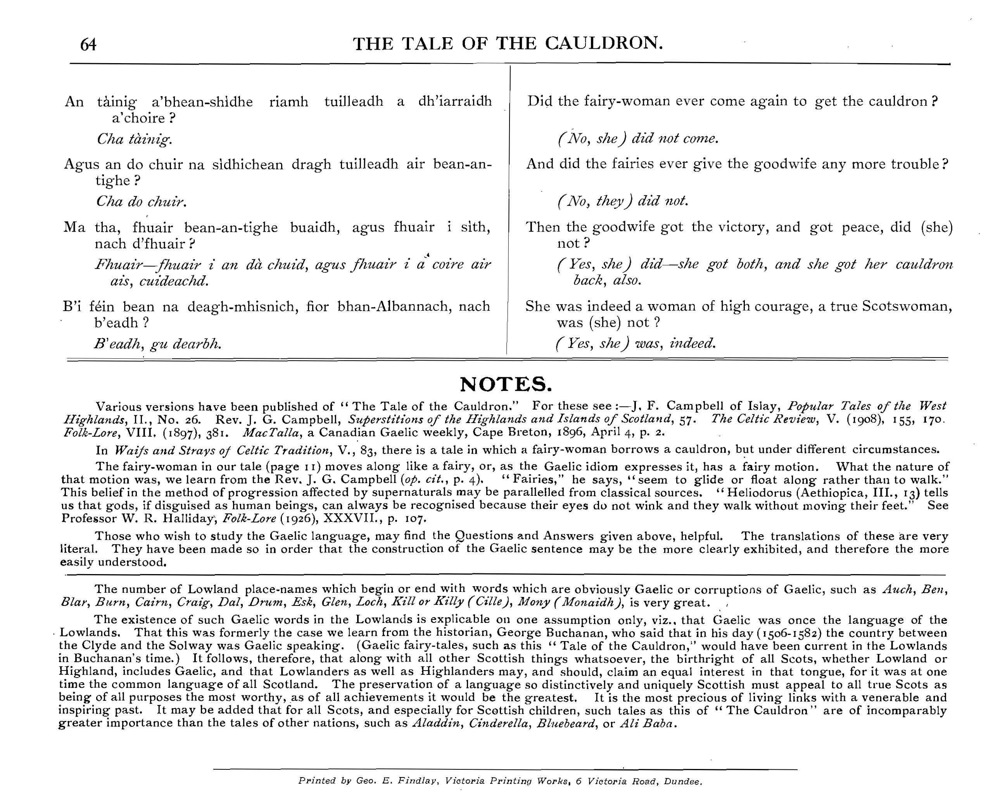 64
THE TALE OF THE CAULDRON.
An tàinig a'bhean-shìdhe riamh tuilleadh a dh'iarraidh
a'choire ?
Cha tàinig.
Agus an do chuir na sìdhichean dragh tuilleadh air bean-an-
tighe ?
Cha do chuir.
Ma tha, fhuair bean-an-tighe buaidh, agus fhuair i sìth,
nach d'fhuair ?
Fhuair—fhuair i an dà chuid, agus fhuair i a' coire air
ais, cuideachd.
B'i féin bean na deagh-mhisnich, fior bhan-Albannach, nach
b'eadh ?
B'eadh, gu dearbh.
Did the fairy-woman ever come again to get the cauldron ?
(No, she) did not come.
And did the fairies ever give the goodwife any more trouble ?
(No, they) did not.
Then the goodwife got the victory, and got peace, did (she)
not ?
(Yes, she) did—she got both, and she got her cauldron
back, also.
She was indeed a woman of high courage, a true Scotswoman,
was (she) not ?
(Yes, she) was, indeed.
NOTES.
Various versions have been published of "The Tale of the Cauldron." For these see :—J. F. Campbell of Islay, Popular Tales of the West
Highlands, II., No. 26. Rev. J. G. Campbell, Superstitions of the Highlands and Islands of Scotland, 57. The Celtic Review, V. (1908), 155, 170.
Folk-Lore, VIII. (1897), 381. MacTalla, a Canadian Gaelic weekly, Cape Breton, 1896, April 4, p. 2.
In Waifs and Strays of Celtic Tradition, V., 83, there is a tale in which a fairy-woman borrows a cauldron, but under different circumstances.
The fairy-woman in our tale (page 11) moves along like a fairy, or, as the Gaelic idiom expresses it, has a fairy motion. What the nature of
that motion was, we learn from the Rev. J. G. Campbell (op. cit., p. 4). "Fairies," he says, "seem to glide or float along rather than to walk."
This belief in the method of progression affected by supernaturals may be parallelled from classical sources. "Heliodorus (Aethiopica, III., 13) tells
us that gods, if disguised as human beings, can always be recognised because their eyes do not wink and they walk without moving their feet." See
Professor W. R. Halliday, Folk-Lore (1926), XXXVII., p. 107.
Those who wish to study the Gaelic language, may find the Questions and Answers given above, helpful. The translations of these are very
literal. They have been made so in order that the construction of the Gaelic sentence may be the more clearly exhibited, and therefore the more
easily understood.
The number of Lowland place-names which begin or end with words which are obviously Gaelic or corruptions of Gaelic, such as Auch, Ben,
Blar, Burn, Cairn, Craig, Dal, Drum, Esk, Glen, Loch, Kill or Killy (Cille), Mony (Monaidh), is very great.
The existence of such Gaelic words in the Lowlands is explicable on one assumption only, viz., that Gaelic was once the language of the
Lowlands. That this was formerly the case we learn from the historian, George Buchanan, who said that in his day (1506-1582) the country between
the Clyde and the Solway was Gaelic speaking. (Gaelic fairy-tales, such as this "Tale of the Cauldron," would have been current in the Lowlands
in Buchanan's time.) It follows, therefore, that along with all other Scottish things whatsoever, the birthright of all Scots, whether Lowland or
Highland, includes Gaelic, and that Lowlanders as well as Highlanders may, and should, claim an equal interest in that tongue, for it was at one
time the common language of all Scotland. The preservation of a language so distinctively and uniquely Scottish must appeal to all true Scots as
being of all purposes the most worthy, as of all achievements it would be the greatest. It is the most precious of living links with a venerable and
inspiring past. It may be added that for all Scots, and especially for Scottish children, such tales as this of "The Cauldron" are of incomparably
greater importance than the tales of other nations, such as Aladdin, Cinderella, Bluebeard, or Ali Baba.
Printed by Geo. E. Findlay, Victoria Printing Works, 6 Victoria Road, Dundee.